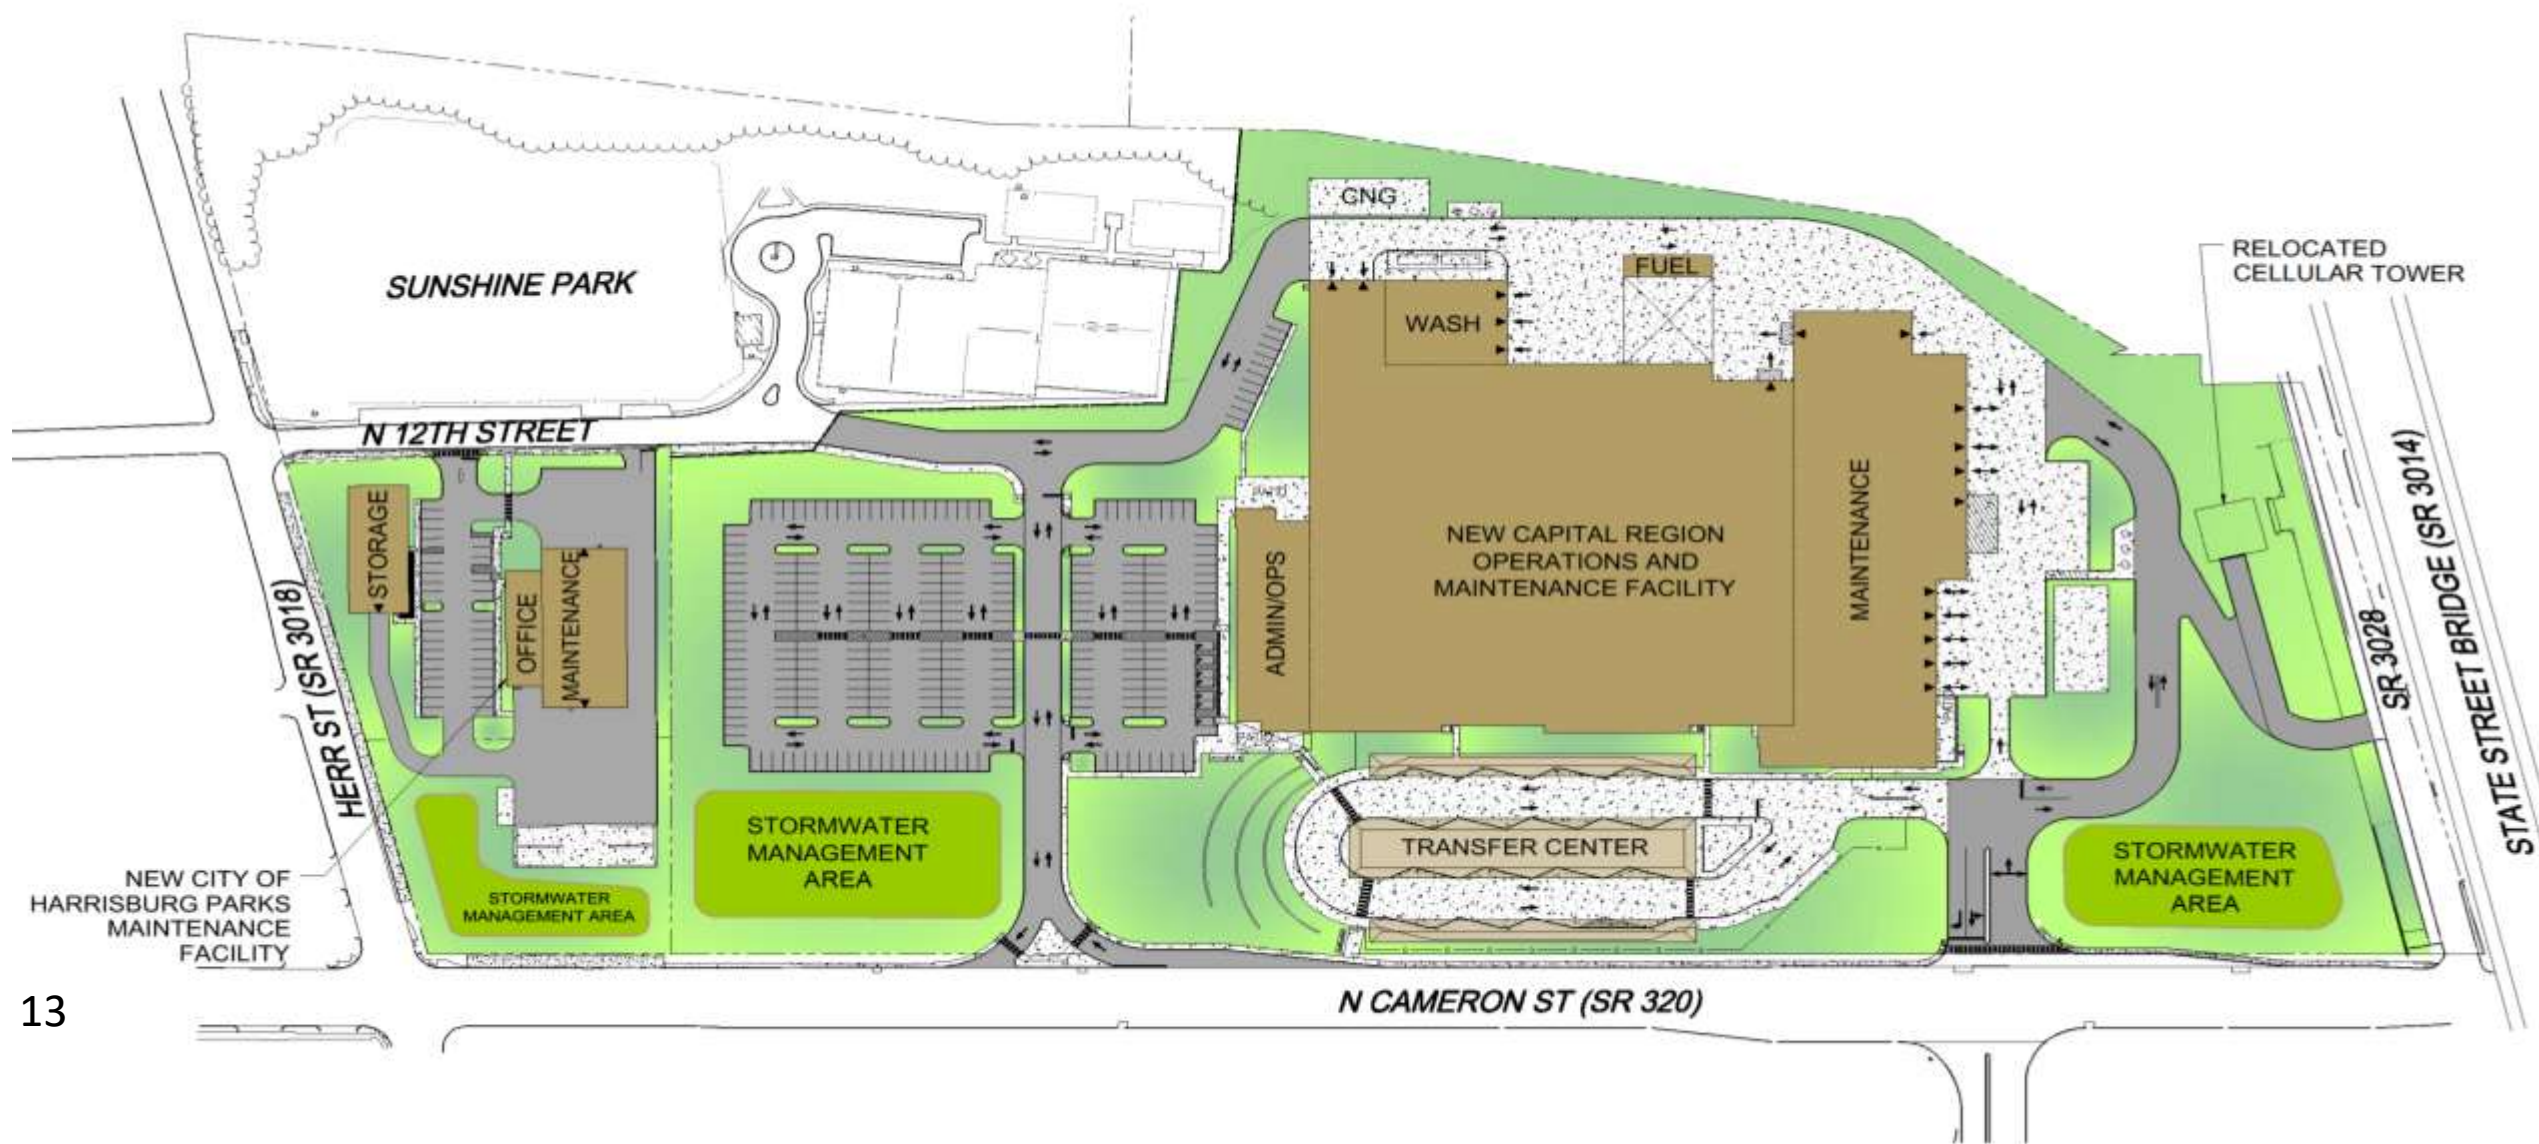 CNG
RELOCATED
CELLULAR TOWER
FUEL
SUNSHINE PARK
WASH
N 12TH STREET
STORAGE
OFFICE
MAINTENANCE
ADMIN/OPS
NEW CAPITAL REGION
OPERATIONS AND
MAINTENANCE FACILITY
MAINTENANCE
HERR ST (SR 3018)
SR 3028
STATE STREET BRIDGE (SR 3014)
STORMWATER
MANAGEMENT
AREA
TRANSFER CENTER
STORMWATER
MANAGEMENT
AREA
NEW CITY OF
HARRISBURG PARKS
MAINTENANCE
FACILITY
STORMWATER
MANAGEMENT AREA
N CAMERON ST (SR 320)
13